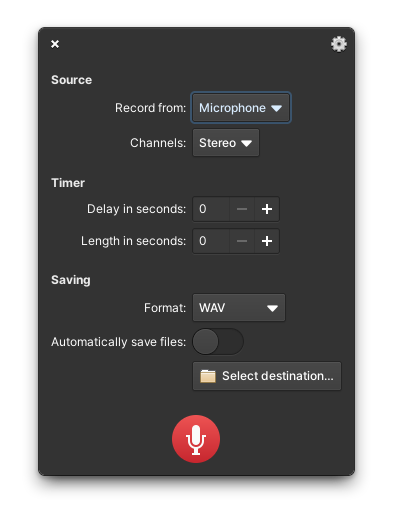 Source
Record from: Microphone
Channels: Stereo
Timer
Delay in seconds: 0
Length in seconds: 0
Saving
Format: WAV
Automatically save files:
Select destination...